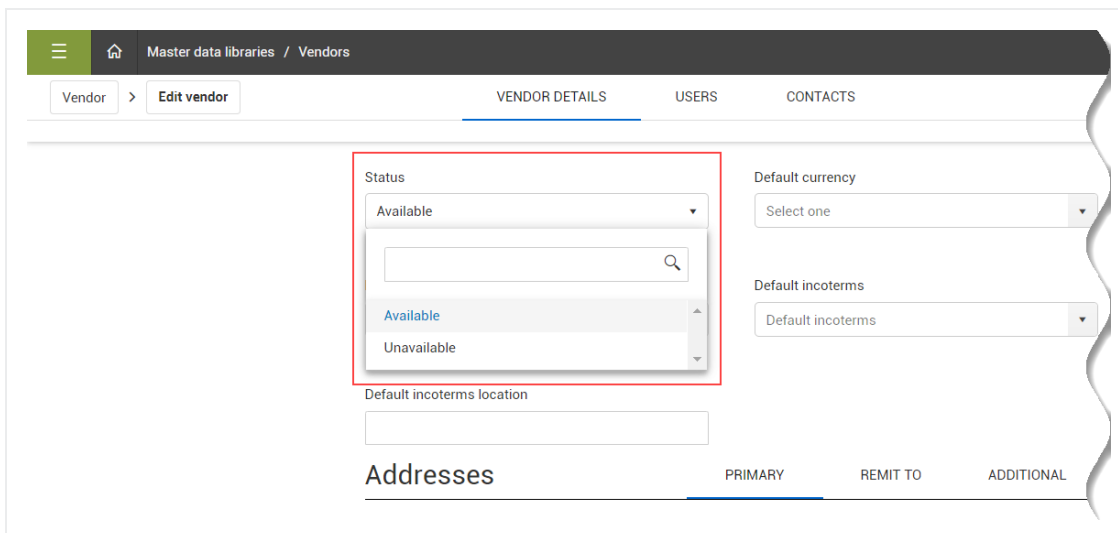 Master data libraries / Vendors
Vendor > Edit vendor
VENDOR DETAILS USERS CONTACTS
Status
Default currency
Available
Select one
Available
Unavailable
Default incoterms
Default incoterms
Default incoterms location
Addresses
PRIMARY REMIT TO ADDITIONAL